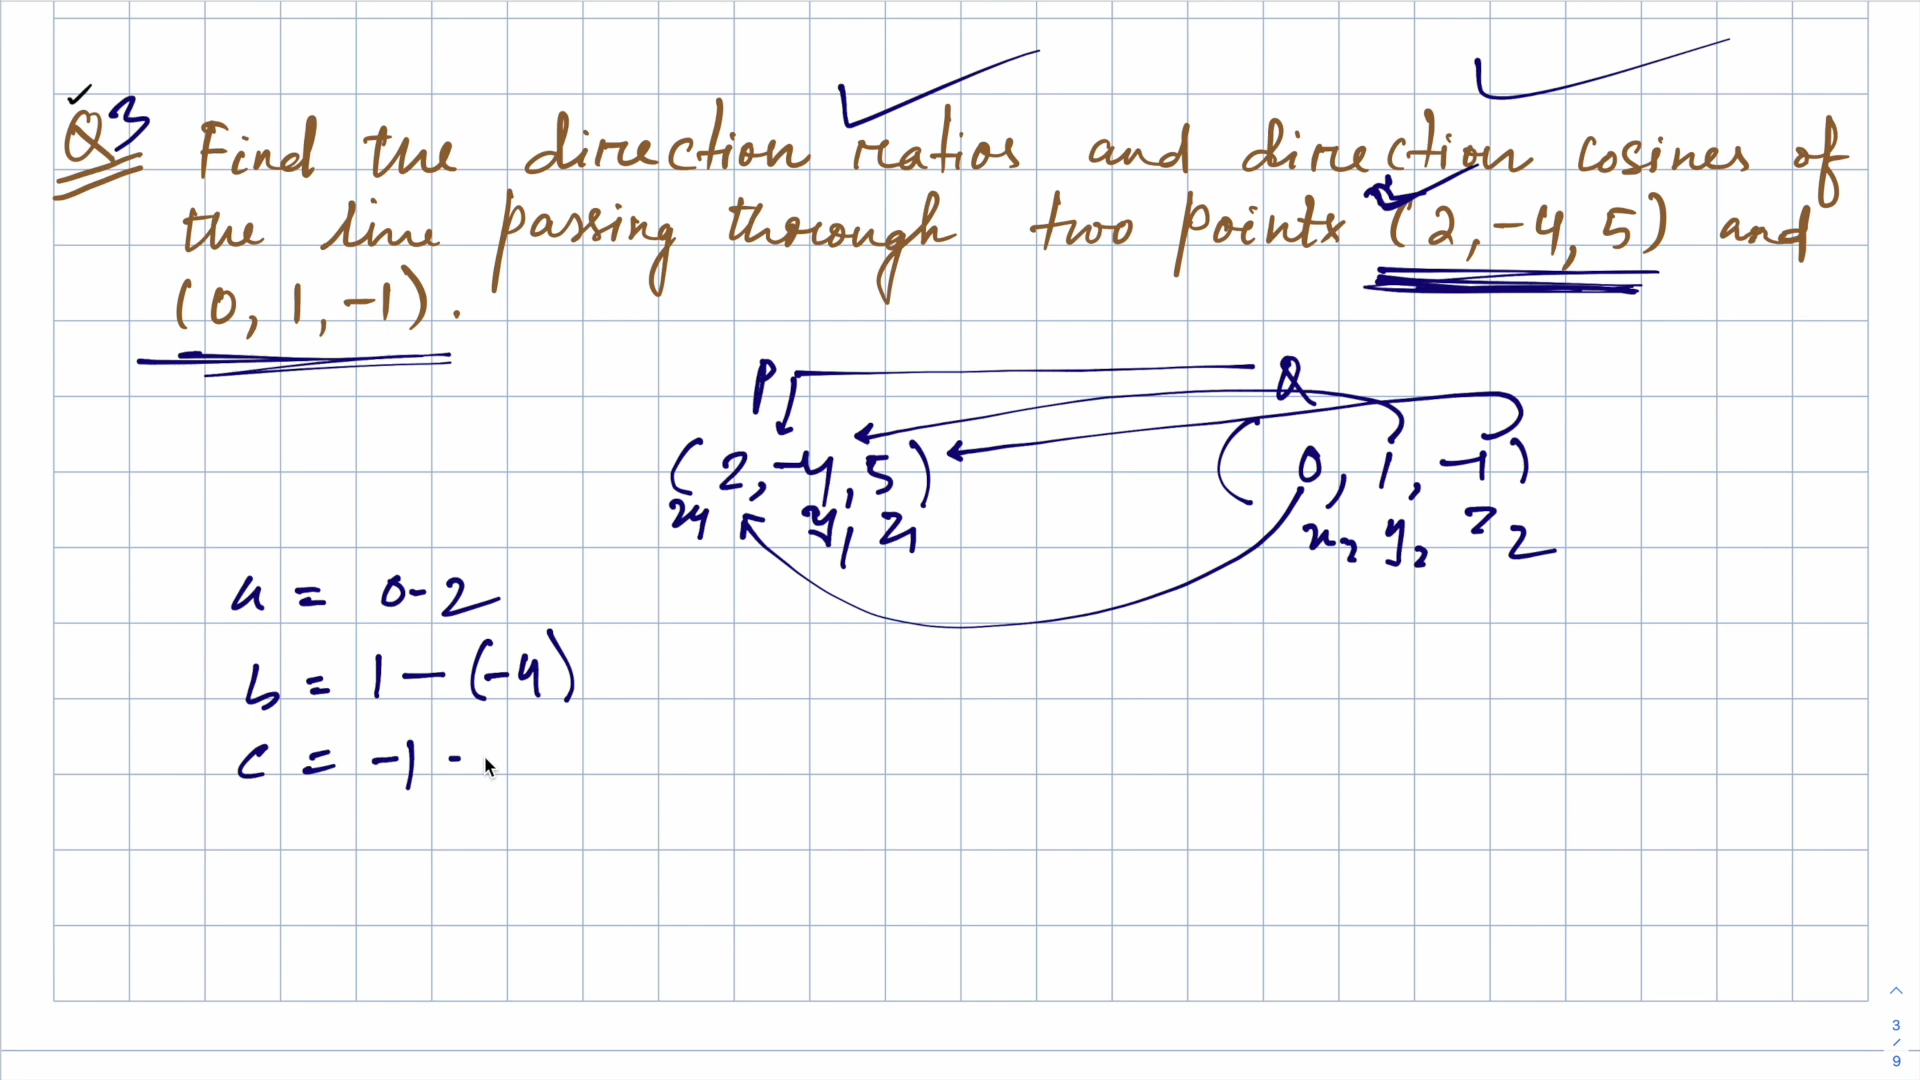 Q3 Find the direction ratios and direction cosines of
the line passing through two points (2, -4, 5) and
(0, 1, -1).
P Q
(2, -4, 5) (0, 1, -1)
x1 y1 z1 x2 y2 z2
a = 0-2
b = 1 - (-4)
c = -1 -
3
/
9